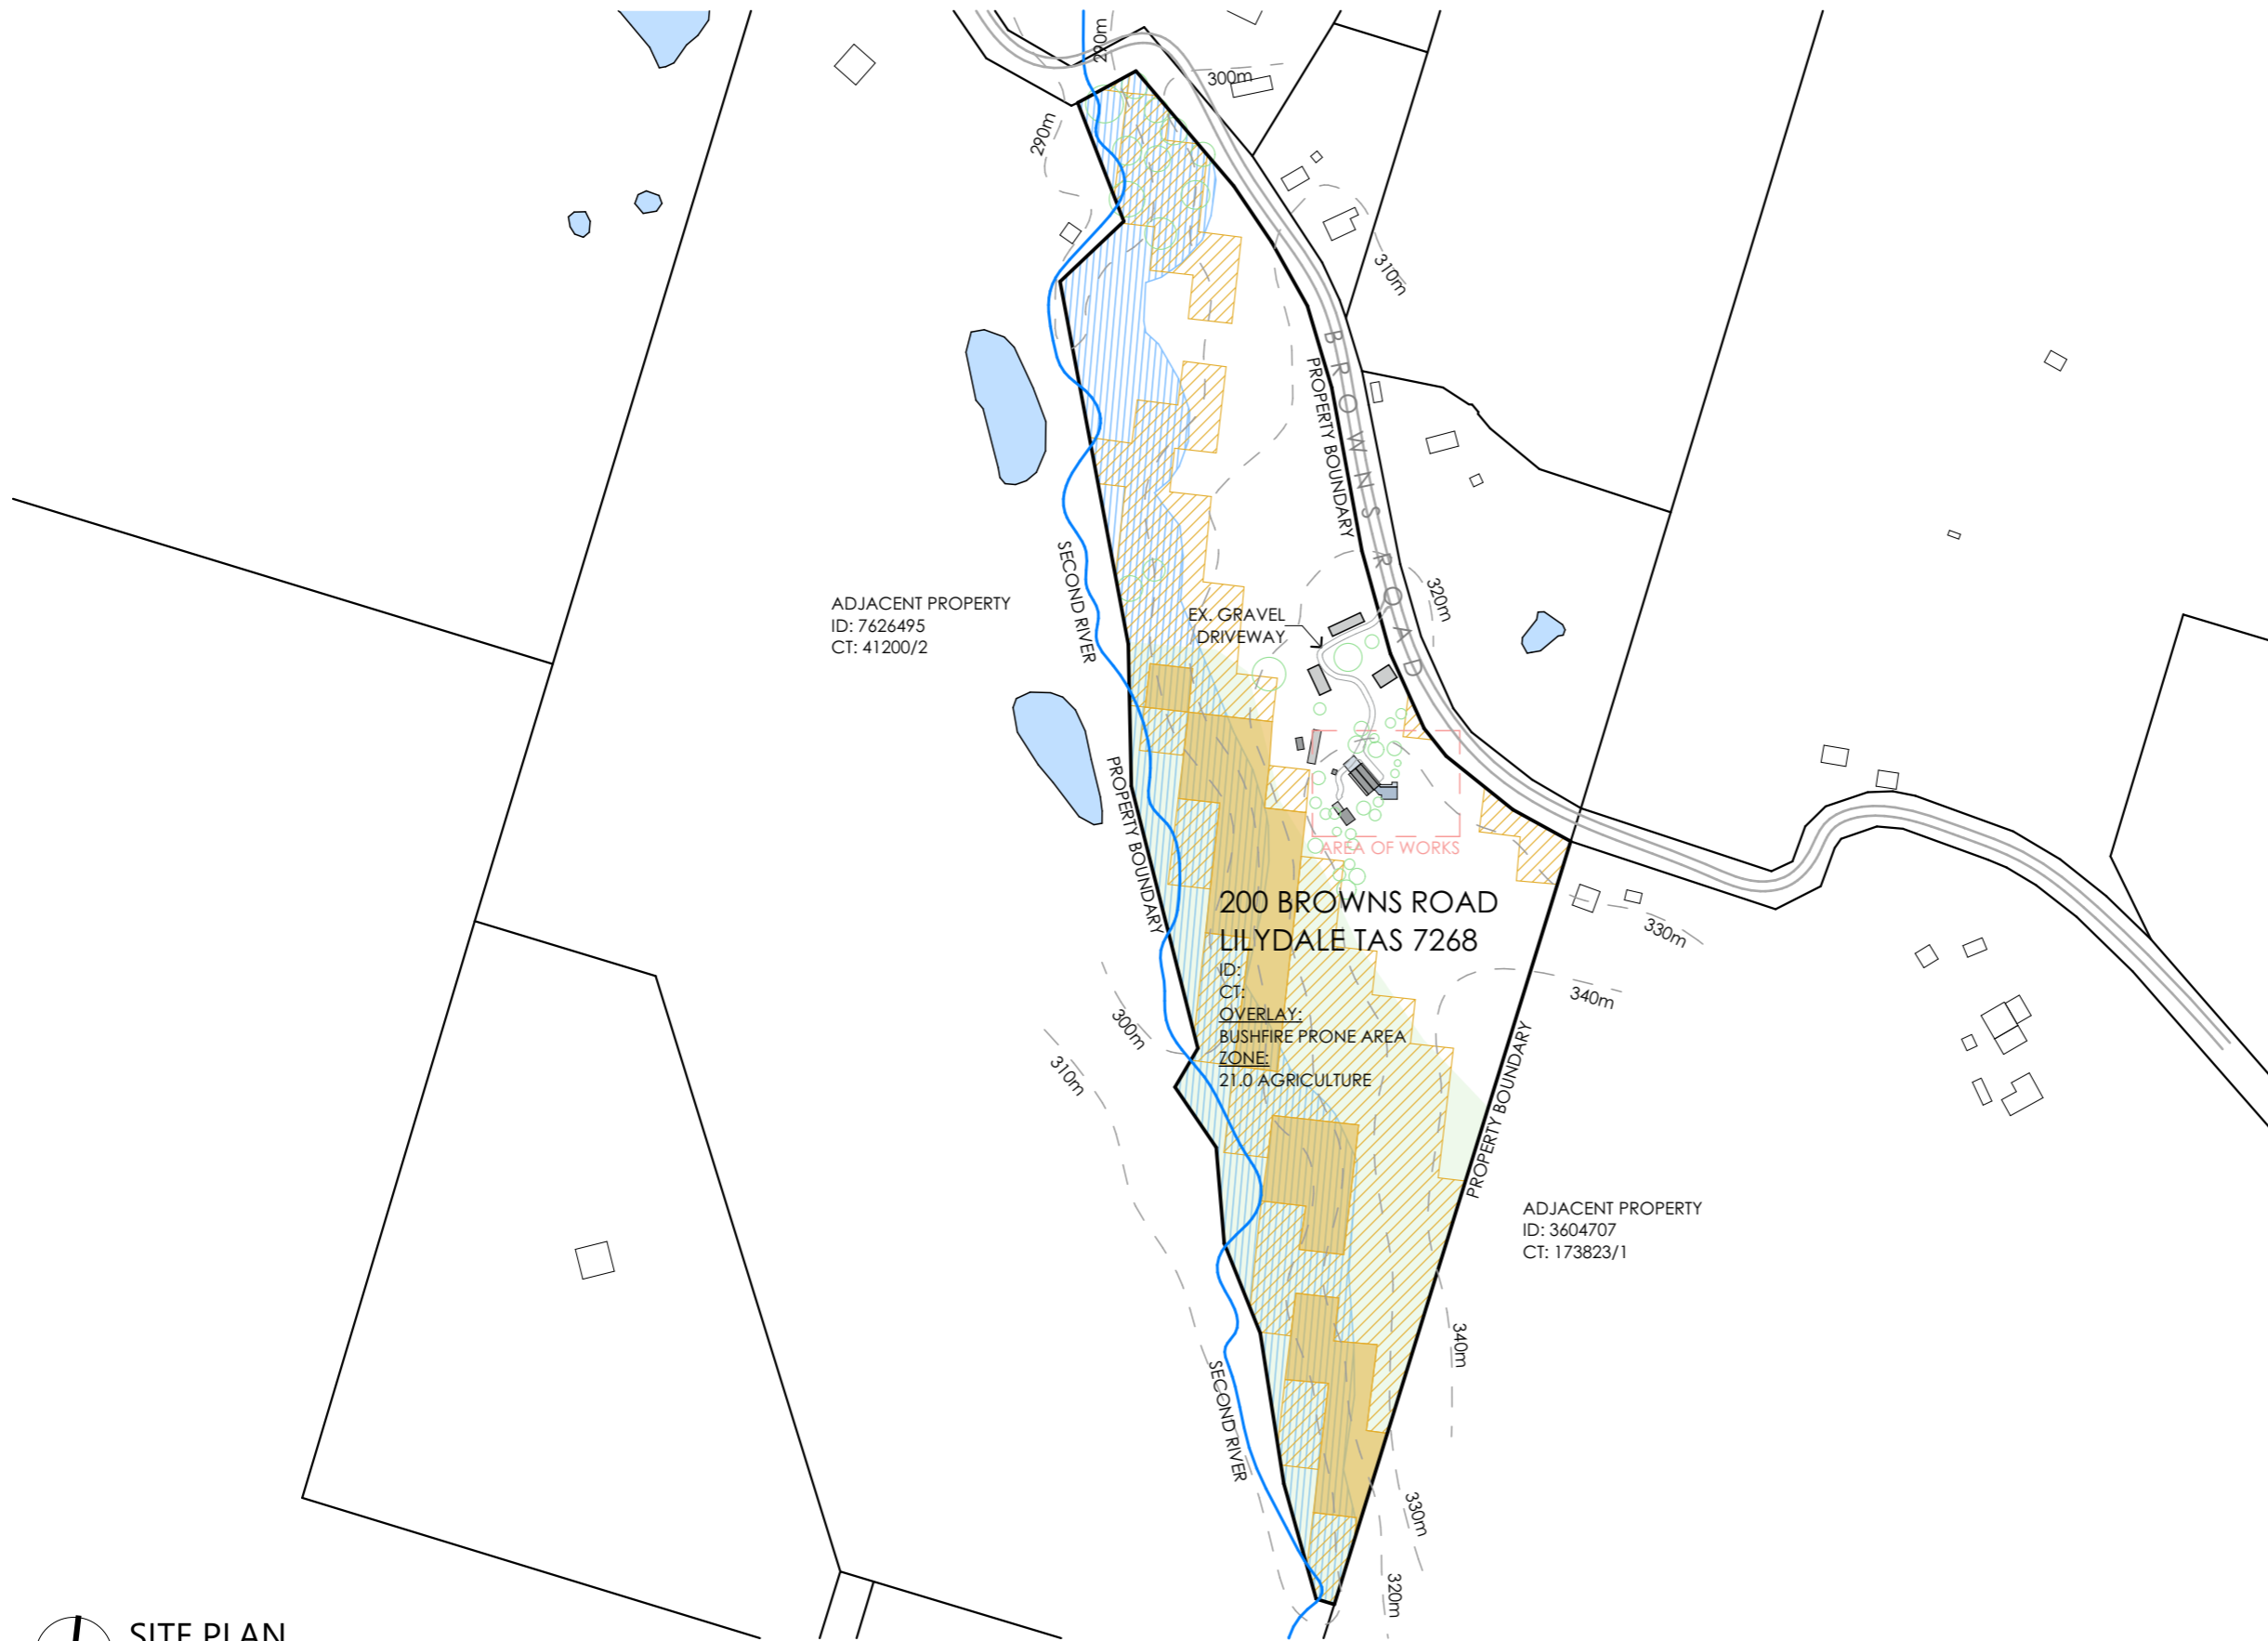 290m
300m
290m
310m
BROWNS ROAD
PROPERTY BOUNDARY
SECOND RIVER
320m
ADJACENT PROPERTY
ID: 7626495
CT: 41200/2
EX. GRAVEL
DRIVEWAY
PROPERTY BOUNDARY
AREA OF WORKS
200 BROWNS ROAD
LILYDALE TAS 7268
ID:
CT:
OVERLAY:
BUSHFIRE PRONE AREA
ZONE:
21.0 AGRICULTURE
330m
340m
300m
310m
PROPERTY BOUNDARY
ADJACENT PROPERTY
ID: 3604707
CT: 173823/1
340m
SECOND RIVER
330m
320m
SITE PLAN